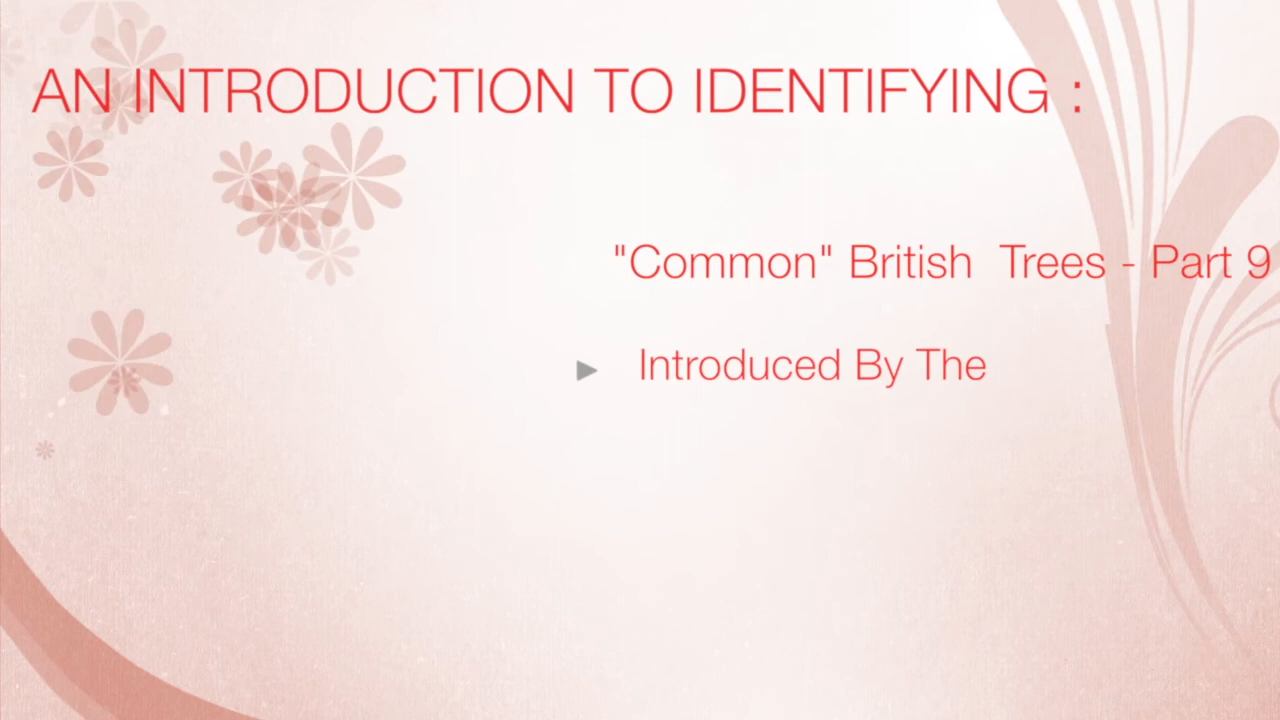 AN INTRODUCTION TO IDENTIFYING :
"Common" British Trees - Part 9
Introduced By The